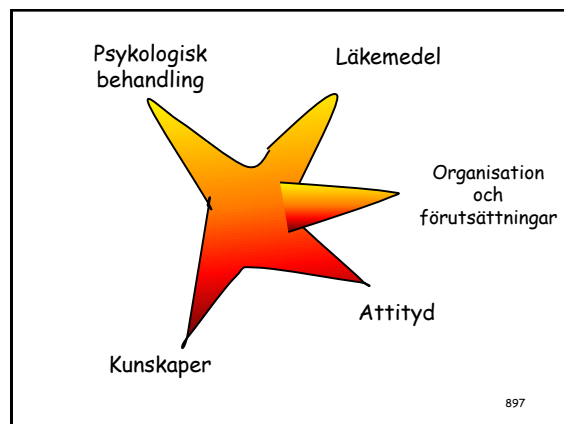 Psykologisk
behandling
Läkemedel
Organisation
och
förutsättningar
Attityd
Kunskaper
897